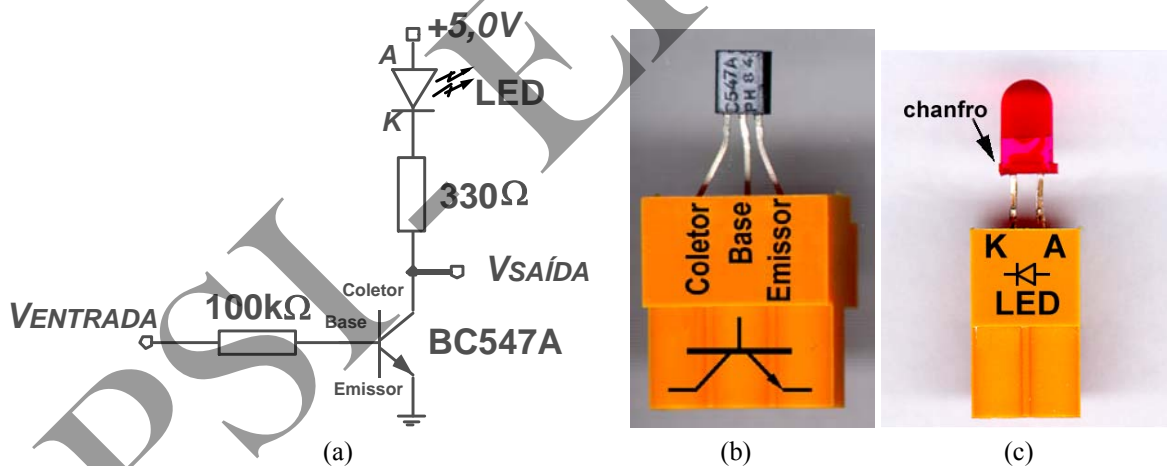 +5,0V
A
LED
K
330Ω
VSAÍDA
Coletor
100kΩ
VENTRADA
Base
BC547A
Emissor
(a)
C547A
PH 84
Coletor
Base
Emissor
(b)
chanfro
K A
LED
(c)
PSI - E